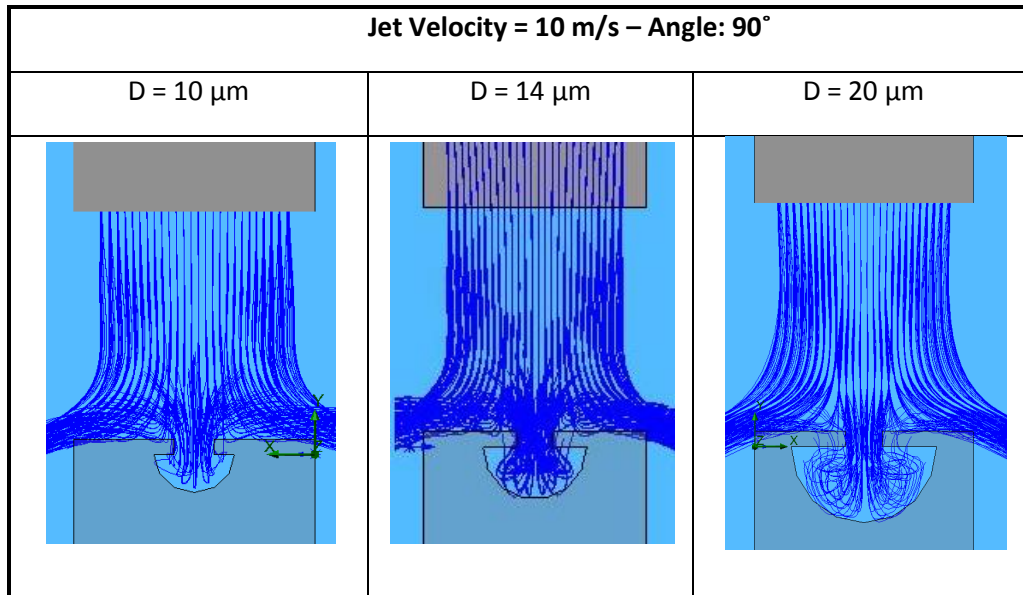 Jet Velocity = 10 m/s – Angle: 90˚
D = 10 µm
D = 14 µm
D = 20 µm
Y
X
Z
X